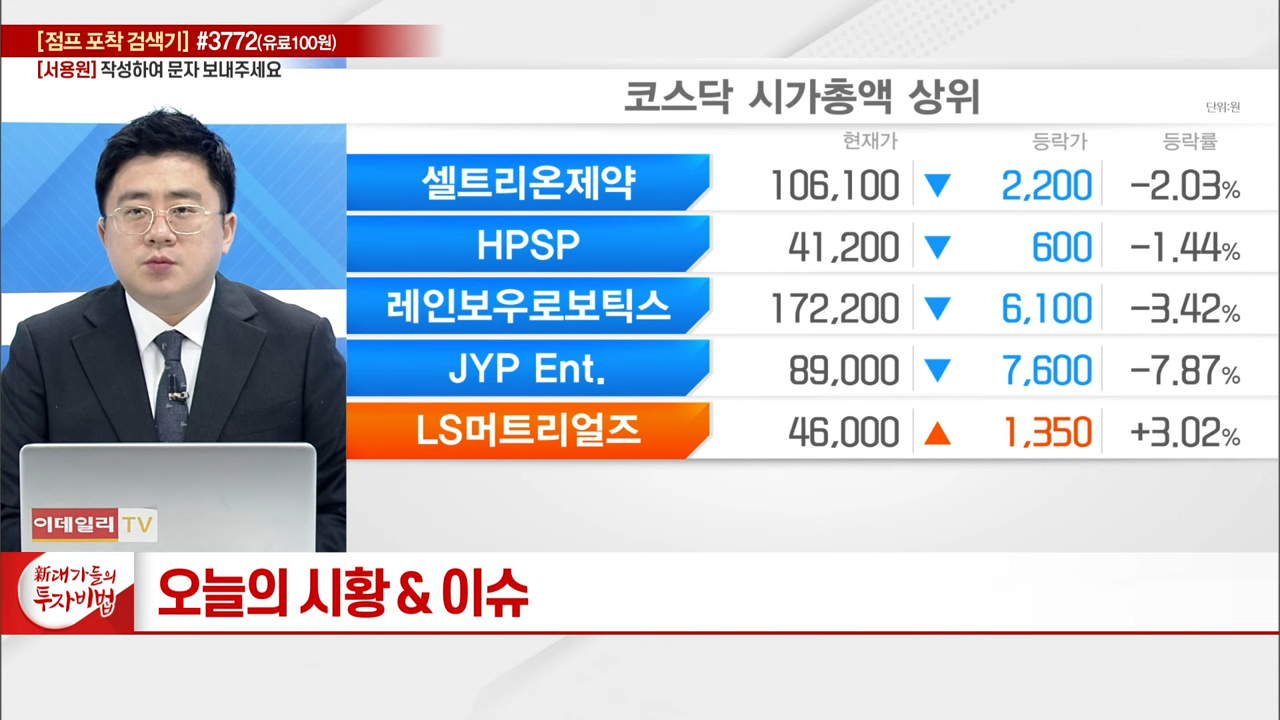 [점프 포착 검색기] #3772(유료100원)
[서용원] 작성하여 문자 보내주세요
코스닥 시가총액 상위
단위:원
현재가 등락가 등락률
셀트리온제약 106,100 ▼ 2,200 -2.03%
HPSP 41,200 ▼ 600 -1.44%
레인보우로보틱스 172,200 ▼ 6,100 -3.42%
JYP Ent. 89,000 ▼ 7,600 -7.87%
LS머트리얼즈 46,000 ▲ 1,350 +3.02%
이데일리 TV
新대가들의
투자비법
오늘의 시황 & 이슈